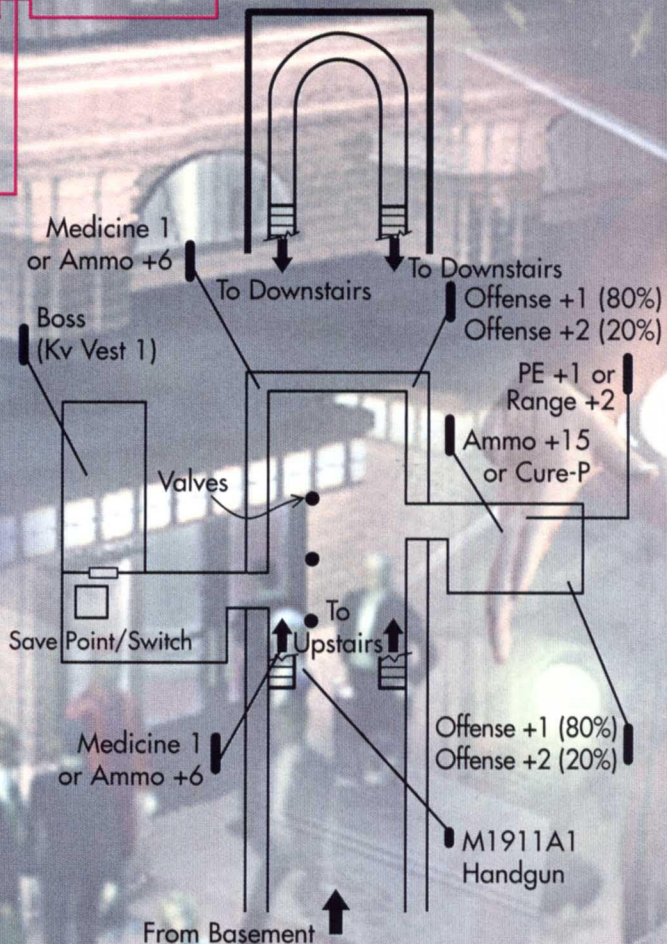 Medicine 1
or Ammo +6
To Downstairs
To Downstairs
Offense +1 (80%)
Offense +2 (20%)
Boss
(Kv Vest 1)
PE +1 or
Range +2
Ammo +15
or Cure-P
Valves
To
Upstairs
Save Point/Switch
Medicine 1
or Ammo +6
Offense +1 (80%)
Offense +2 (20%)
M1911A1
Handgun
From Basement